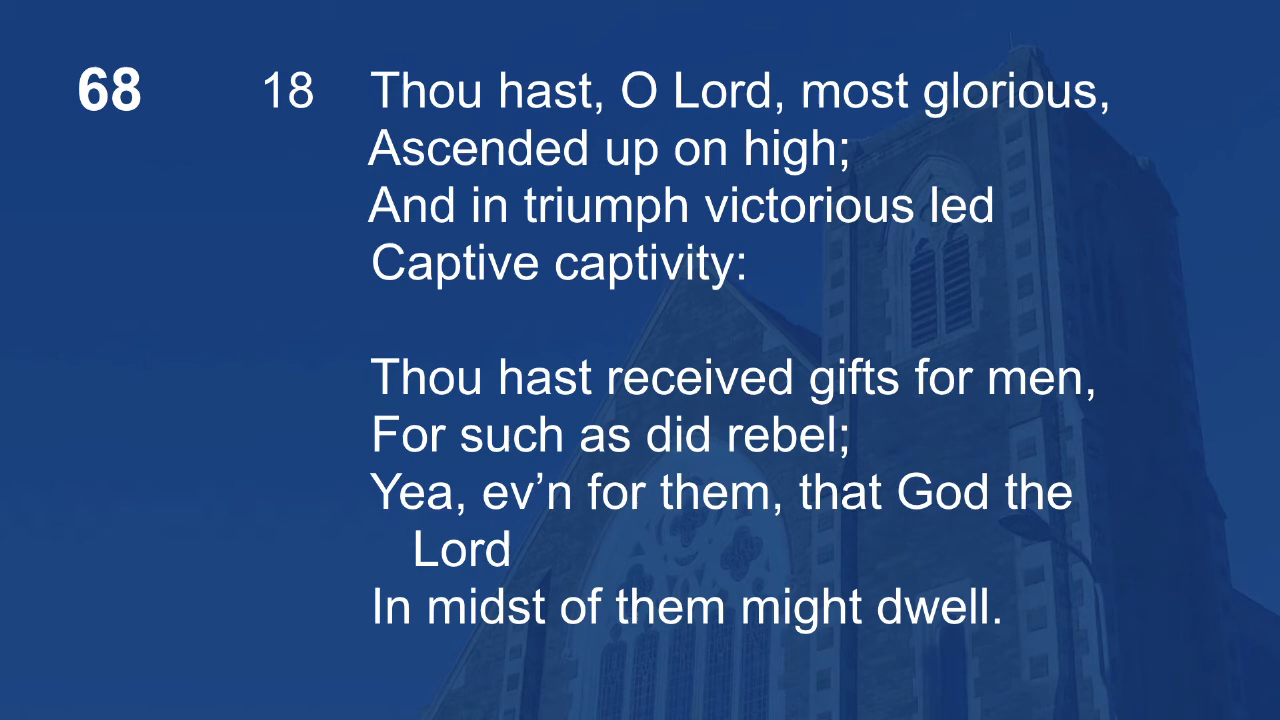 68 18 Thou hast, O Lord, most glorious,
Ascended up on high;
And in triumph victorious led
Captive captivity:
Thou hast received gifts for men,
For such as did rebel;
Yea, ev’n for them, that God the
Lord
In midst of them might dwell.